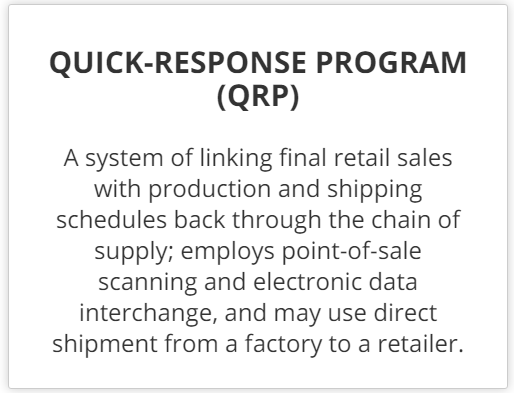 QUICK-RESPONSE PROGRAM
(QRP)
A system of linking final retail sales
with production and shipping
schedules back through the chain of
supply; employs point-of-sale
scanning and electronic data
interchange, and may use direct
shipment from a factory to a retailer.